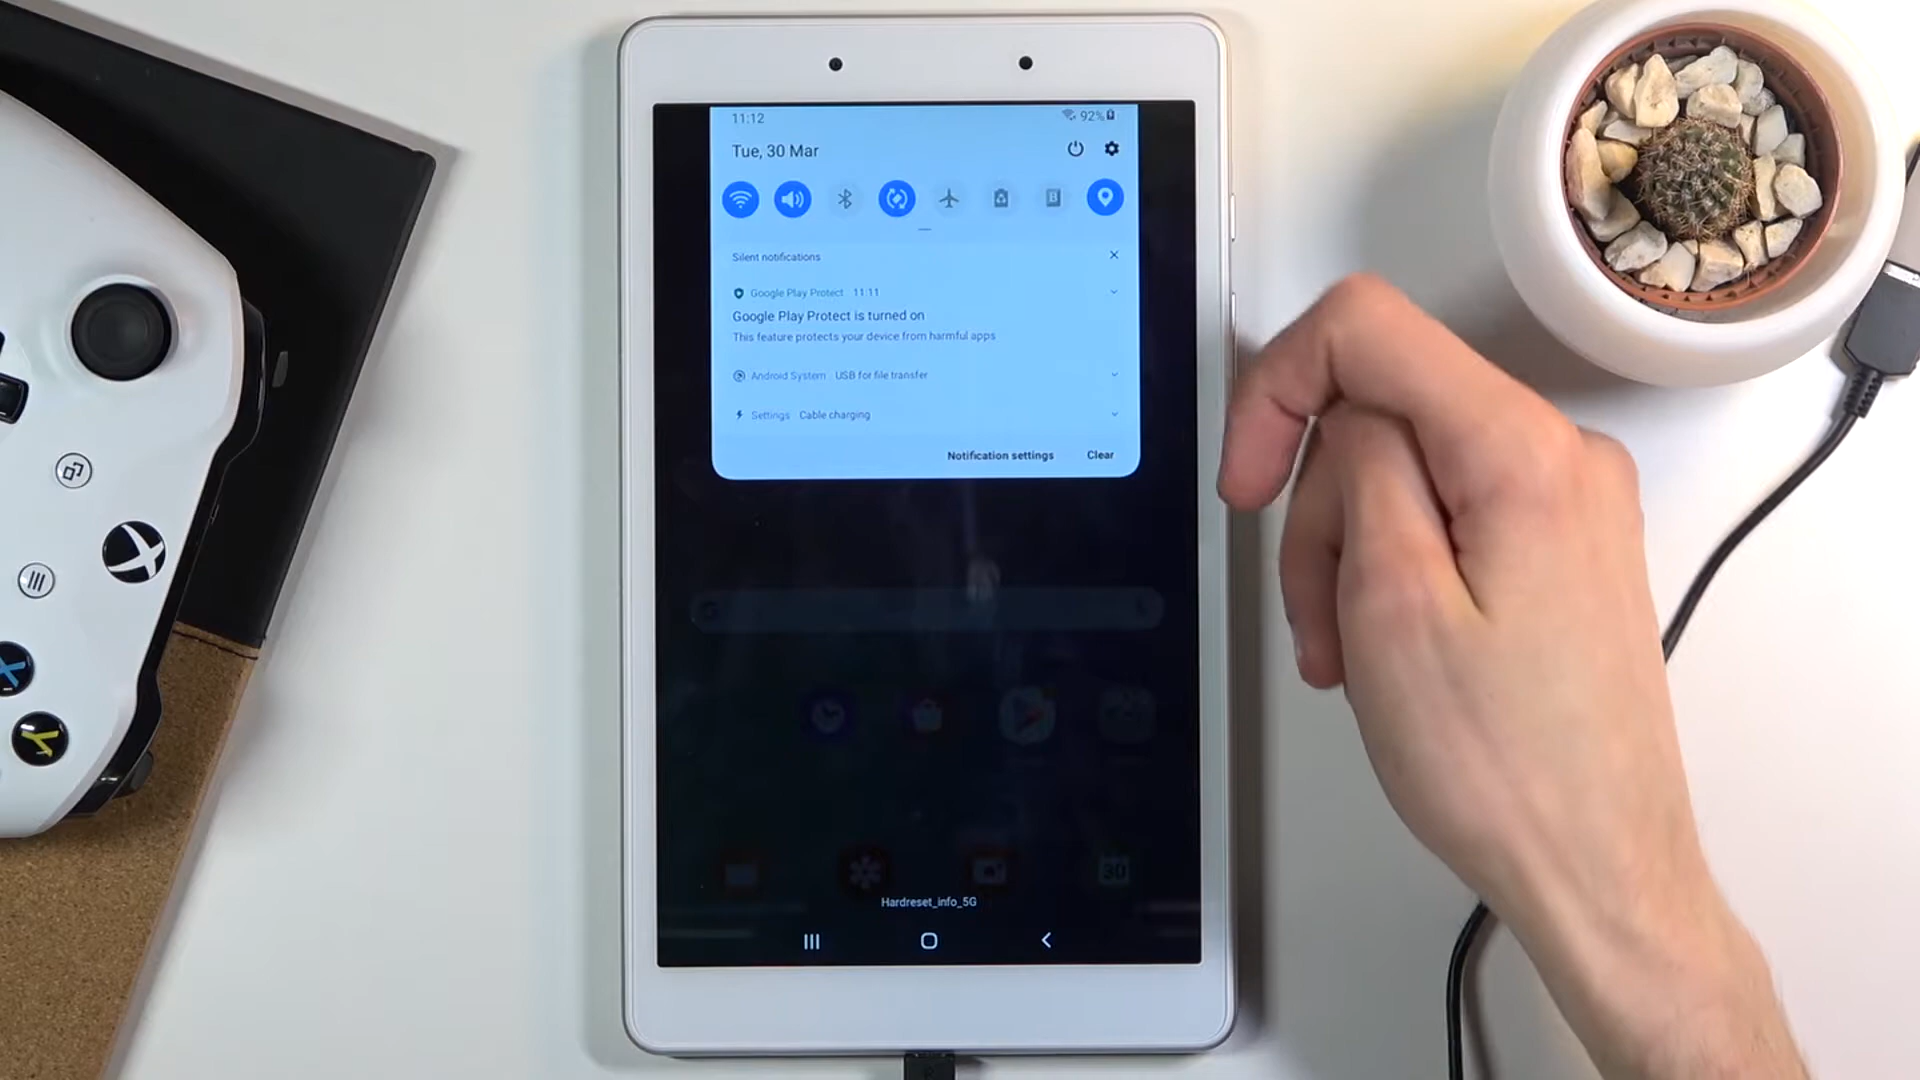 11:12
92%
Tue, 30 Mar
Silent notifications
Google Play Protect 11:11
Google Play Protect is turned on
This feature protects your device from harmful apps
Android System USB for file transfer
Settings Cable charging
Notification settings Clear
30
Hardreset_info_5G
X
Y